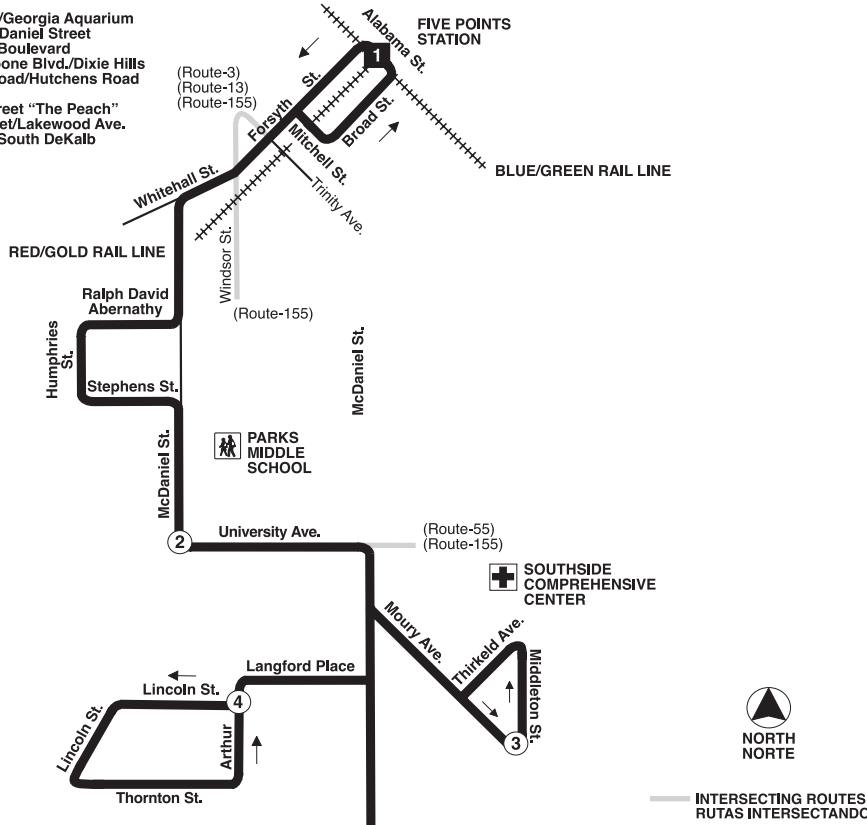 /Georgia Aquarium
Daniel Street
Boulevard
oone Blvd./Dixie Hills
oad/Hutchens Road
reet “The Peach”
et/Lakewood Ave.
South DeKalb
FIVE POINTS
STATION
Alabama St.
1
(Route-3)
(Route-13)
(Route-155)
Forsyth St.
Broad St.
Mitchell St.
Trinity Ave.
BLUE/GREEN RAIL LINE
Whitehall St.
RED/GOLD RAIL LINE
Windsor St.
(Route-155)
Ralph David
Abernathy
Humphries
St.
Stephens St.
McDaniel St.
McDaniel St.
PARKS
MIDDLE
SCHOOL
2
University Ave.
(Route-55)
(Route-155)
SOUTHSIDE
COMPREHENSIVE
CENTER
Moury Ave.
Thirkeld Ave.
Middleton St.
3
Langford Place
Lincoln St.
4
Lincoln St.
Arthur
Thornton St.
NORTH
NORTE
INTERSECTING ROUTES
RUTAS INTERSECTANDO